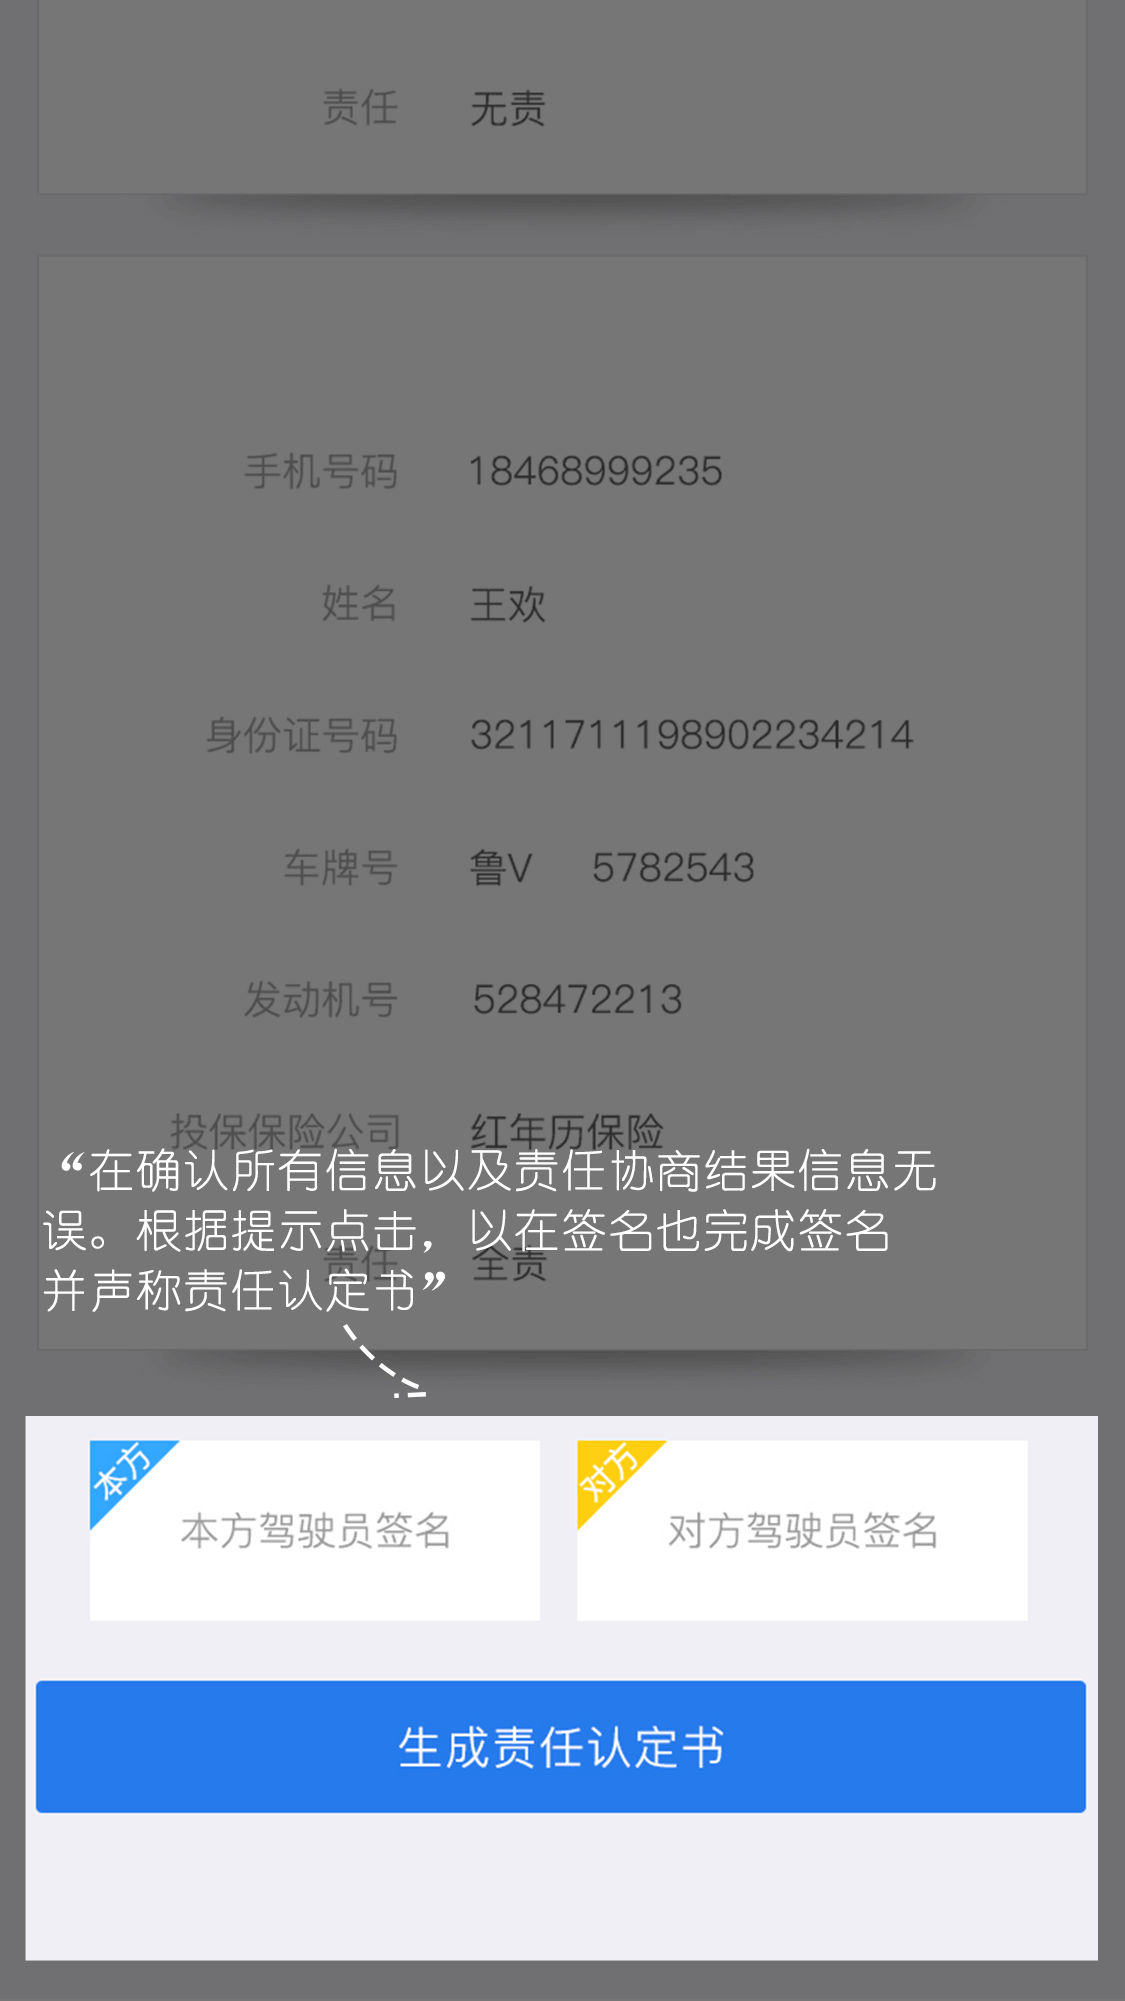 责任 无责
手机号码 18468999235
姓名 王欢
身份证号码 3211711198902234214
车牌号 鲁V 5782543
发动机号 528472213
投保保险公司 红年历保险
“在确认所有信息以及责任协商结果信息无
误。根据提示点击，以在签名也完成签名
责任 全责
并声称责任认定书”
本方 对方
本方驾驶员签名 对方驾驶员签名
生成责任认定书